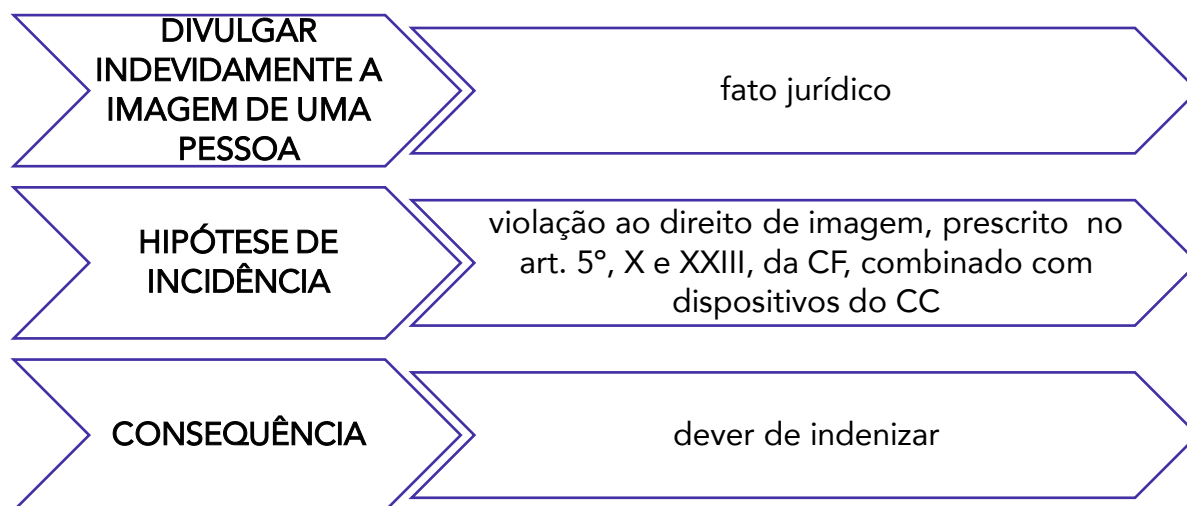 DIVULGAR
INDEVIDAMENTE A
IMAGEM DE UMA
PESSOA
fato jurídico
HIPÓTESE DE
INCIDÊNCIA
violação ao direito de imagem, prescrito no
art. 5º, X e XXIII, da CF, combinado com
dispositivos do CC
CONSEQUÊNCIA
dever de indenizar